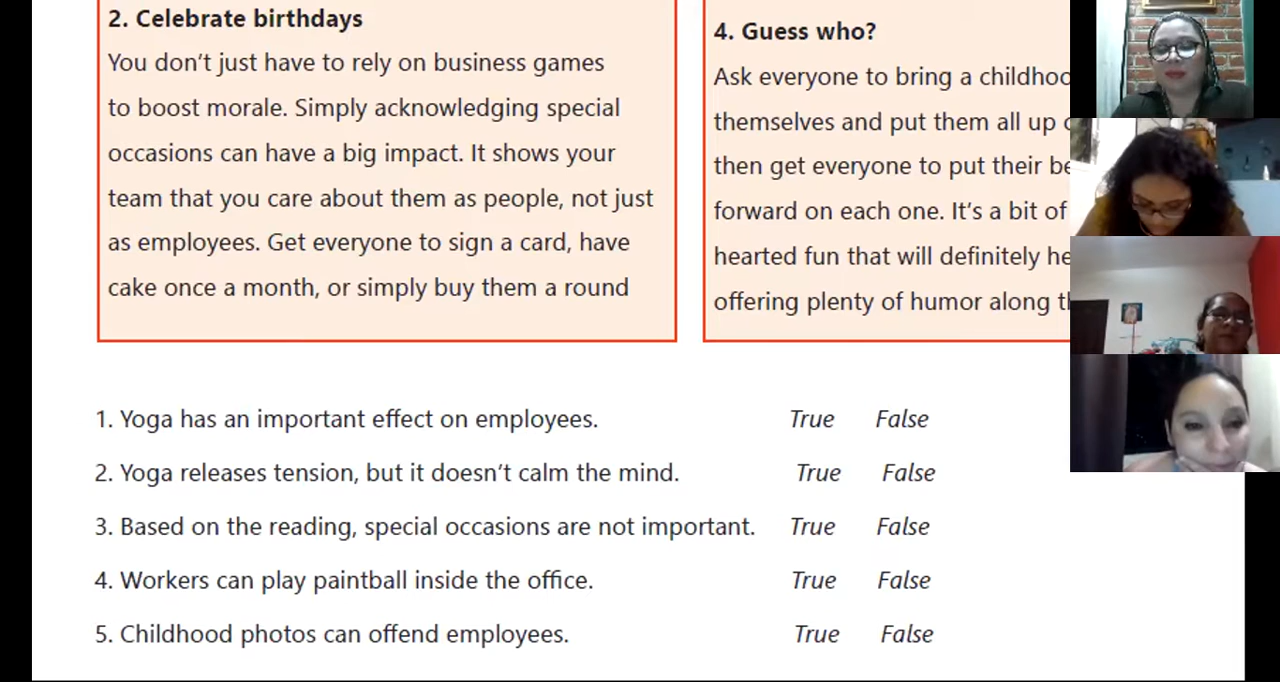 2. Celebrate birthdays
You don't just have to rely on business games
to boost morale. Simply acknowledging special
occasions can have a big impact. It shows your
team that you care about them as people, not just
as employees. Get everyone to sign a card, have
cake once a month, or simply buy them a round
4. Guess who?
Ask everyone to bring a childhoo
themselves and put them all up
then get everyone to put their be
forward on each one. It's a bit of
hearted fun that will definitely he
offering plenty of humor along t
1. Yoga has an important effect on employees. True False
2. Yoga releases tension, but it doesn't calm the mind. True False
3. Based on the reading, special occasions are not important. True False
4. Workers can play paintball inside the office. True False
5. Childhood photos can offend employees. True False